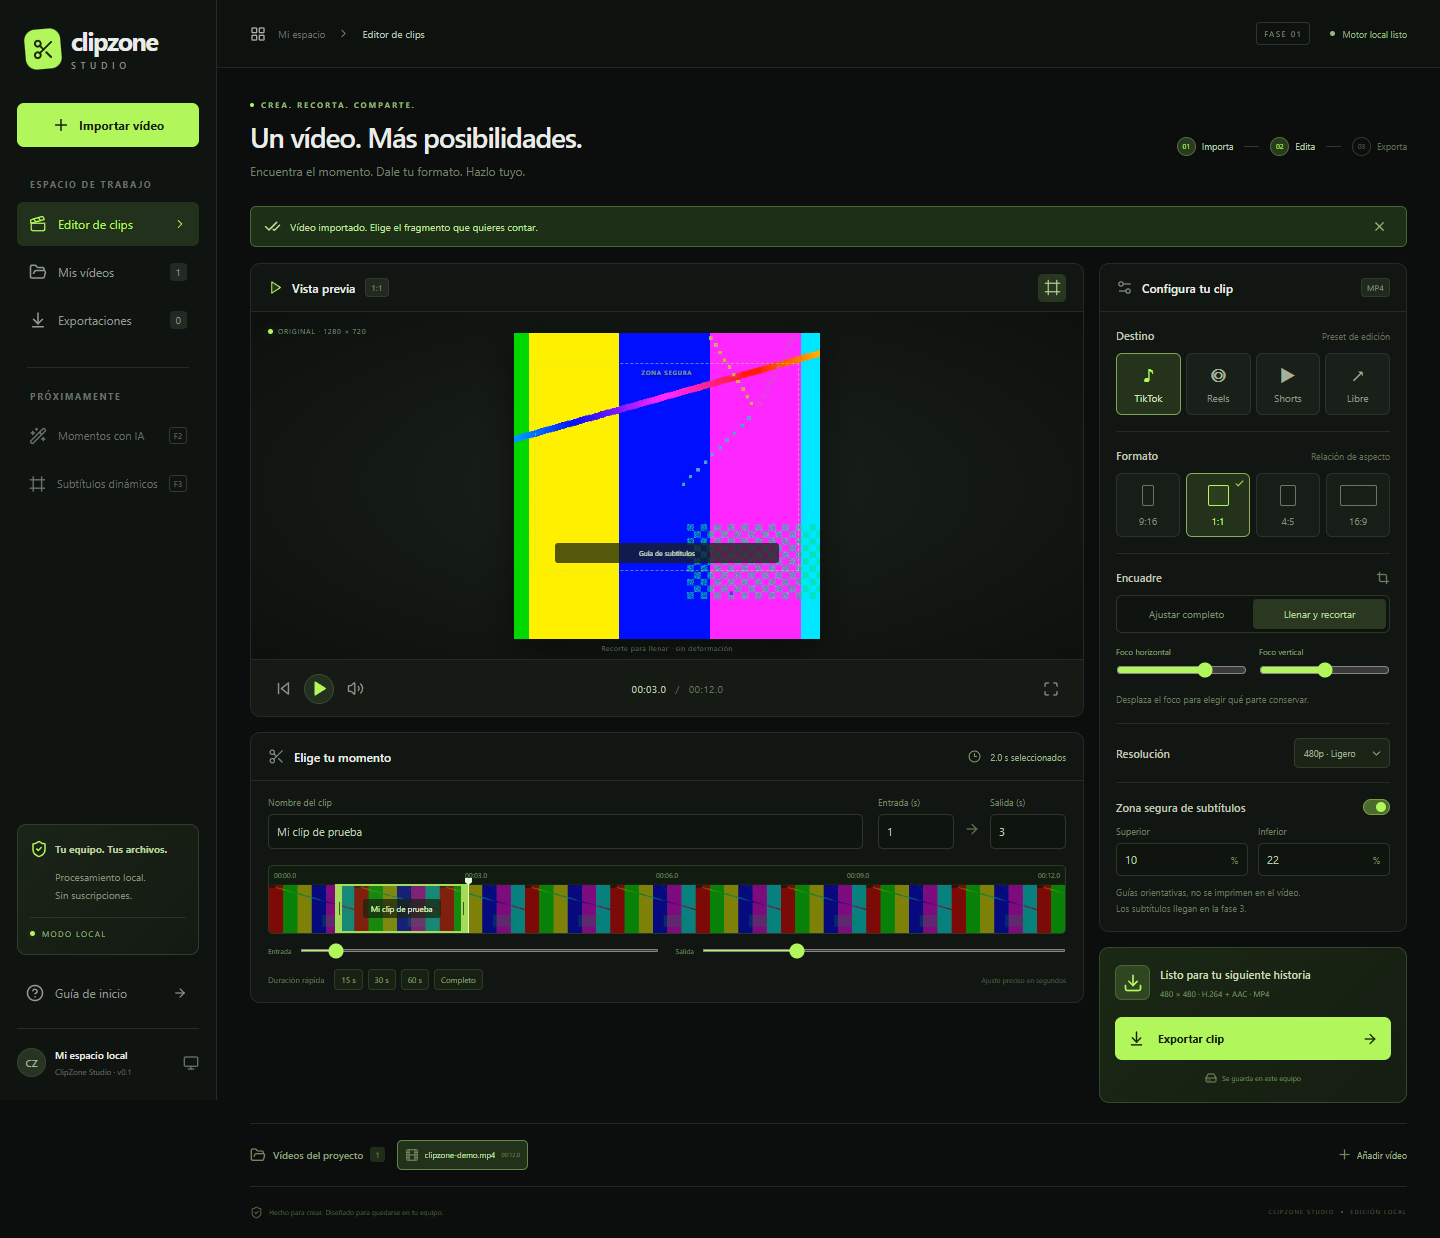 clipzone
STUDIO
Importar vídeo
ESPACIO DE TRABAJO
Editor de clips
Mis vídeos
1
Exportaciones
0
PRÓXIMAMENTE
Momentos con IA
F2
Subtítulos dinámicos
F3
Tu equipo. Tus archivos.
Procesamiento local.
Sin suscripciones.
MODO LOCAL
Guía de inicio
CZ
Mi espacio local
ClipZone Studio · v0.1
Mi espacio
Editor de clips
FASE 01
Motor local listo
CREA. RECORTA. COMPARTE.
Un vídeo. Más posibilidades.
Encuentra el momento. Dale tu formato. Hazlo tuyo.
01 Importa
02 Edita
03 Exporta
Vídeo importado. Elige el fragmento que quieres contar.
Vista previa
1:1
ORIGINAL · 1280 × 720
ZONA SEGURA
Guía de subtítulos
Recorte para llenar · sin deformación
00:03.0 / 00:12.0
Elige tu momento
2.0 s seleccionados
Nombre del clip
Mi clip de prueba
Entrada (s)
1
Salida (s)
3
00:00.0
00:03.0
00:06.0
00:09.0
00:12.0
Mi clip de prueba
Entrada
Salida
Duración rápida
15 s
30 s
60 s
Completo
Ajuste preciso en segundos
Configura tu clip
MP4
Destino
Preset de edición
TikTok
Reels
Shorts
Libre
Formato
Relación de aspecto
9:16
1:1
4:5
16:9
Encuadre
Ajustar completo
Llenar y recortar
Foco horizontal
Foco vertical
Desplaza el foco para elegir qué parte conservar.
Resolución
480p · Ligero
Zona segura de subtítulos
Superior
10 %
Inferior
22 %
Guías orientativas, no se imprimen en el vídeo.
Los subtítulos llegan en la fase 3.
Listo para tu siguiente historia
480 × 480 · H.264 + AAC · MP4
Exportar clip
Se guarda en este equipo
Vídeos del proyecto
1
clipzone-demo.mp4
00:12.0
Añadir vídeo
Hecho para crear. Diseñado para quedarse en tu equipo.
CLIPZONE STUDIO • EDICIÓN LOCAL